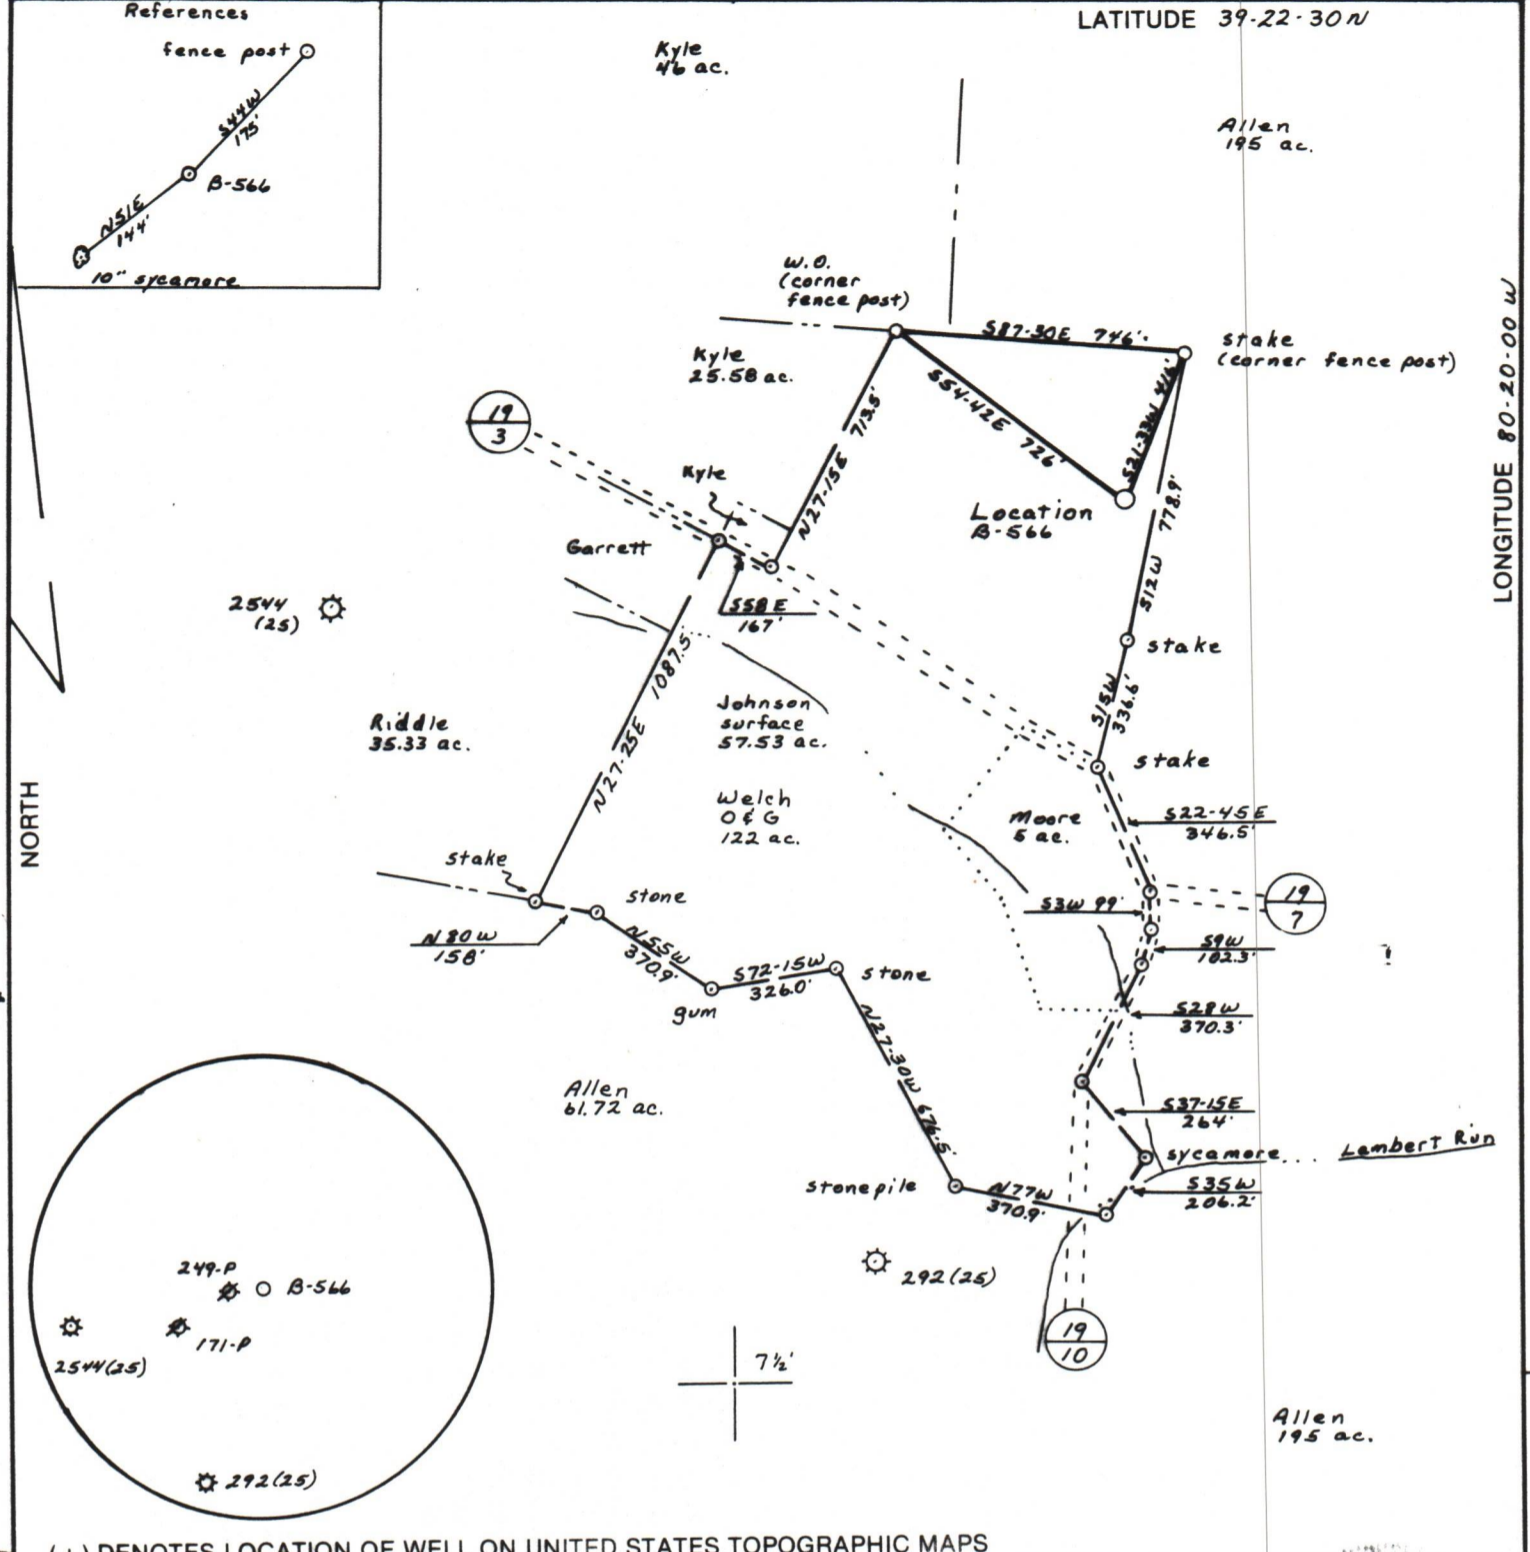 References
fence post
S44W
175'
B-566
N51E
144'
10" sycamore
LATITUDE 39-22-30N
Kyle
46 ac.
Allen
195 ac.
W.O.
(corner
fence post)
S87-30E 746'
stake
(corner fence post)
LONGITUDE 80-20-00 W
Kyle
25.58 ac.
S54-42E 726'
S21-33W 416'
N27-15E 713.5'
19
3
Kyle
Location
B-566
S12W 778.9'
Garrett
S58E
167'
2544
(25)
stake
N27-25E 1087.5
S15W
336.6'
Johnson
surface
57.53 ac.
Riddle
35.33 ac.
stake
NORTH
Welch
O & G
122 ac.
Moore
5 ac.
S22-45E
346.5'
stake
stone
S3W 99'
19
7
N80W
158'
N55W
370.9'
S72-15W
326.0'
stone
S9W
102.3'
gum
S28W
370.3'
N27-30W 676.5'
Allen
61.72 ac.
S37-15E
264'
sycamore
Lambert Run
stonepile
N77W
370.9'
S35W
206.2'
249-P
B-566
292(25)
171-P
2544(25)
19
10
7½'
Allen
195 ac.
292(25)
(+) DENOTES LOCATION OF WELL ON UNITED STATES TOPOGRAPHIC MAPS